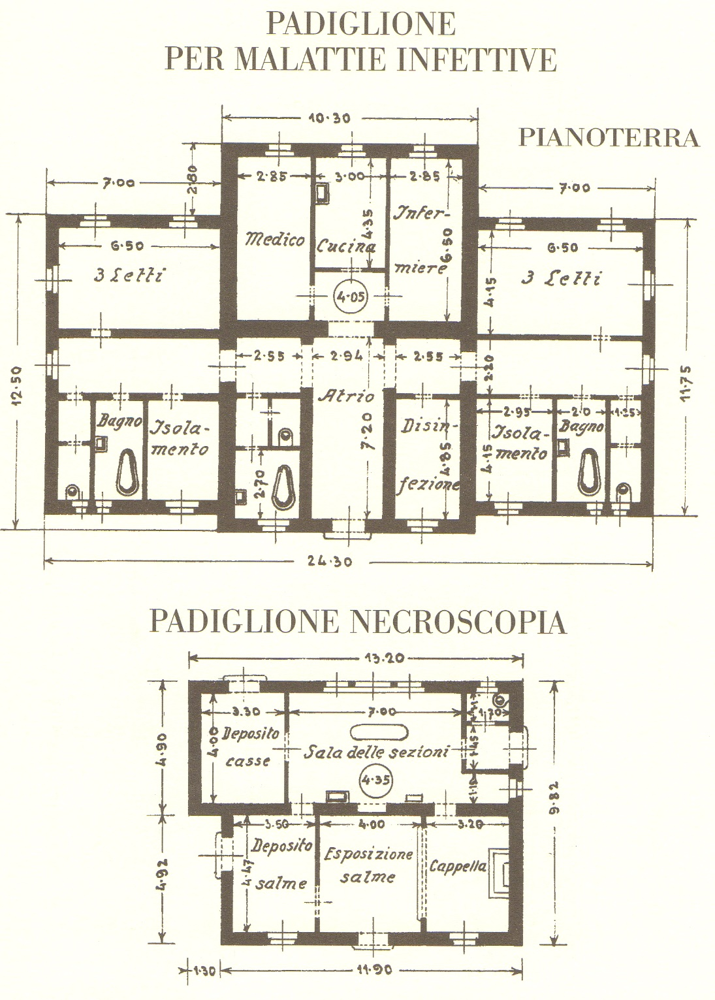 PADIGLIONE
PER MALATTIE INFETTIVE
10·30
PIANOTERRA
7·00
2·80
7·00
2·85
3·00
2·85
4·35
6·50
Medico
Cucina
Infer-
miere
6·50
3 Letti
6·50
3 Letti
4·15
4·05
12·50
2·55
2·94
2·55
2·20
11·75
Atrio
7·20
Bagno
Isola-
mento
2·70
Disin-
fezione
4·85
2·95
2·0
1·25
Isola-
mento
Bagno
4·15
24·30
PADIGLIONE NECROSCOPIA
13·20
3·30
7·00
1·70
4·90
4·00
Deposito
casse
Sala delle sezioni
1·45
1·15
4·35
9·82
3·50
4·00
3·20
4·92
4·47
Deposito
salme
Esposizione
salme
Cappella
1·30
11·90